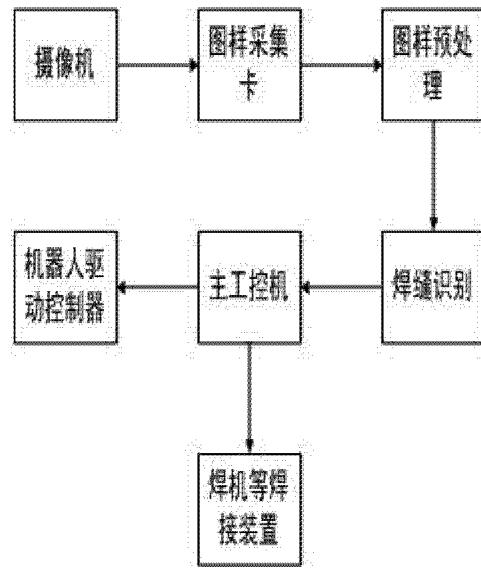 摄像机
图样采集
卡
图样预处
理
机器人驱
动控制器
主工控机
焊缝识别
焊机等焊
接装置